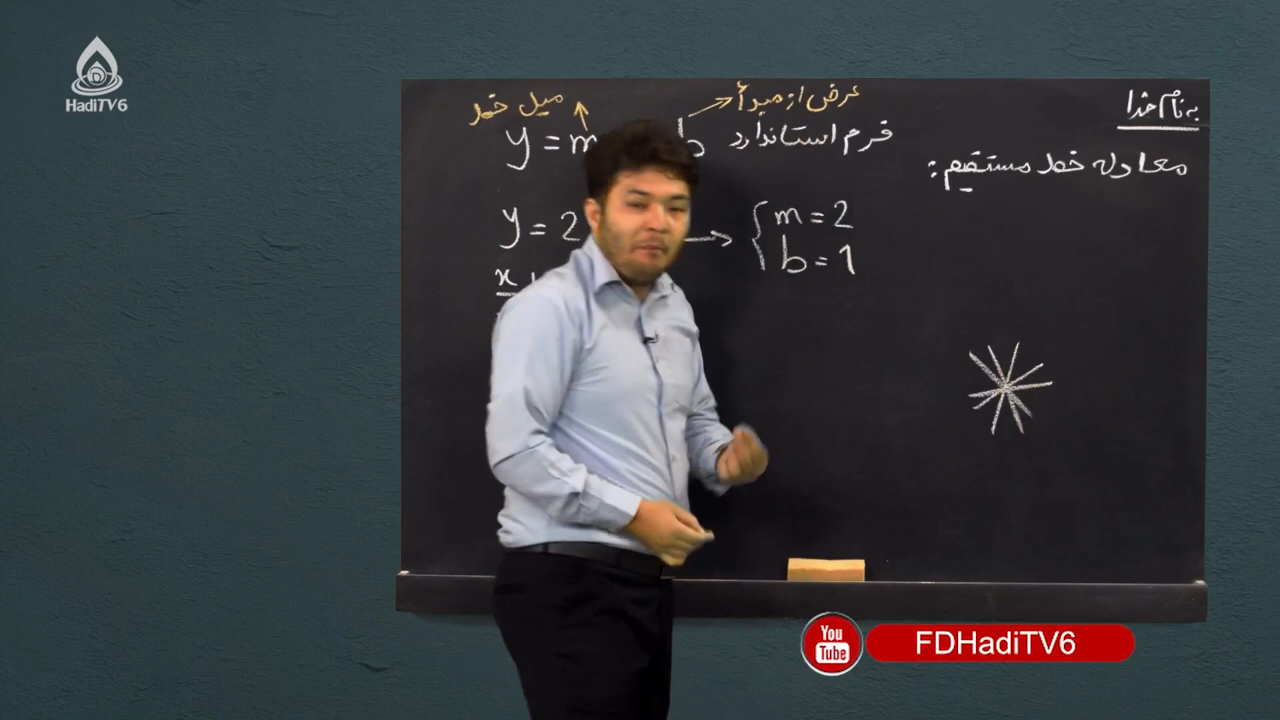 HadiTV6
به نام خدا
معادله خط مستقیم :
عرض از مبدأ
میل خط
فرم استاندارد
y = m
b
y = 2
→ { m = 2
b = 1
x
You
Tube
FDHadiTV6